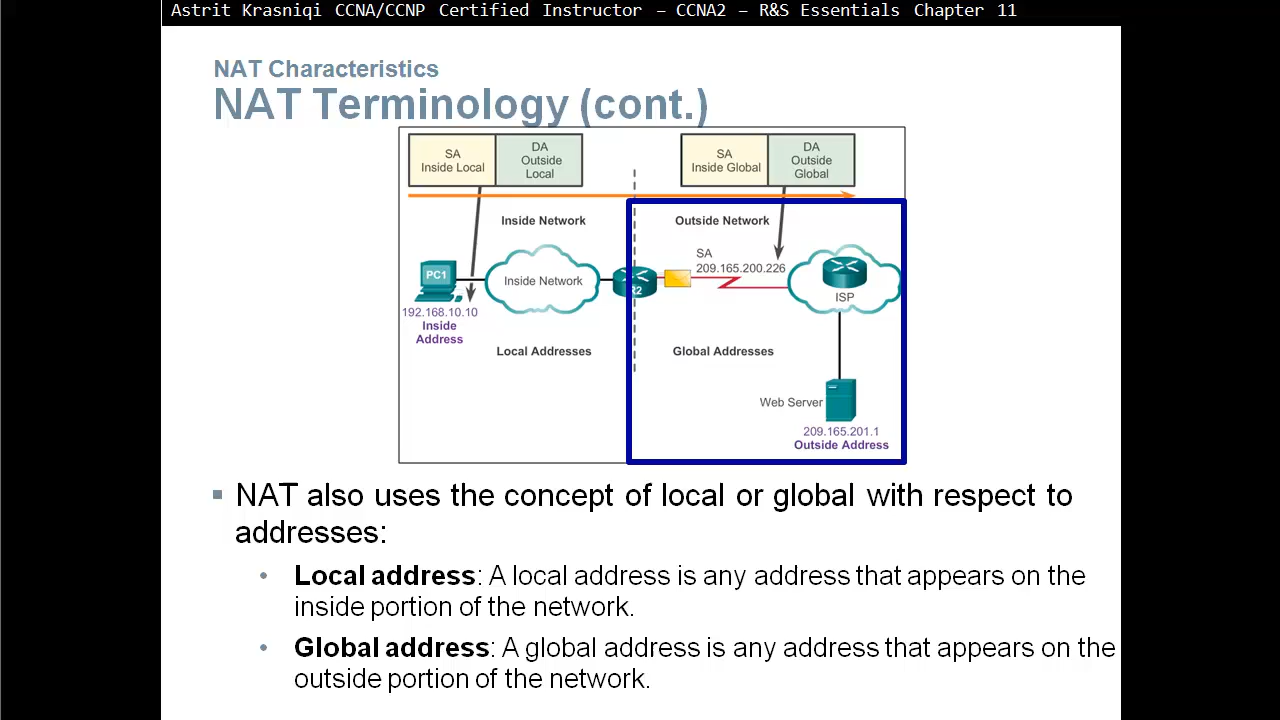 Astrit Krasniqi CCNA/CCNP Certified Instructor – CCNA2 – R&S Essentials Chapter 11
NAT Characteristics
NAT Terminology (cont.)
SA
Inside Local
DA
Outside
Local
SA
Inside Global
DA
Outside
Global
Inside Network
Outside Network
PC1
Inside Network
R2
SA
209.165.200.226
ISP
192.168.10.10
Inside
Address
Local Addresses
Global Addresses
Web Server
209.165.201.1
Outside Address
▪ NAT also uses the concept of local or global with respect to
addresses:
• Local address: A local address is any address that appears on the
inside portion of the network.
• Global address: A global address is any address that appears on the
outside portion of the network.